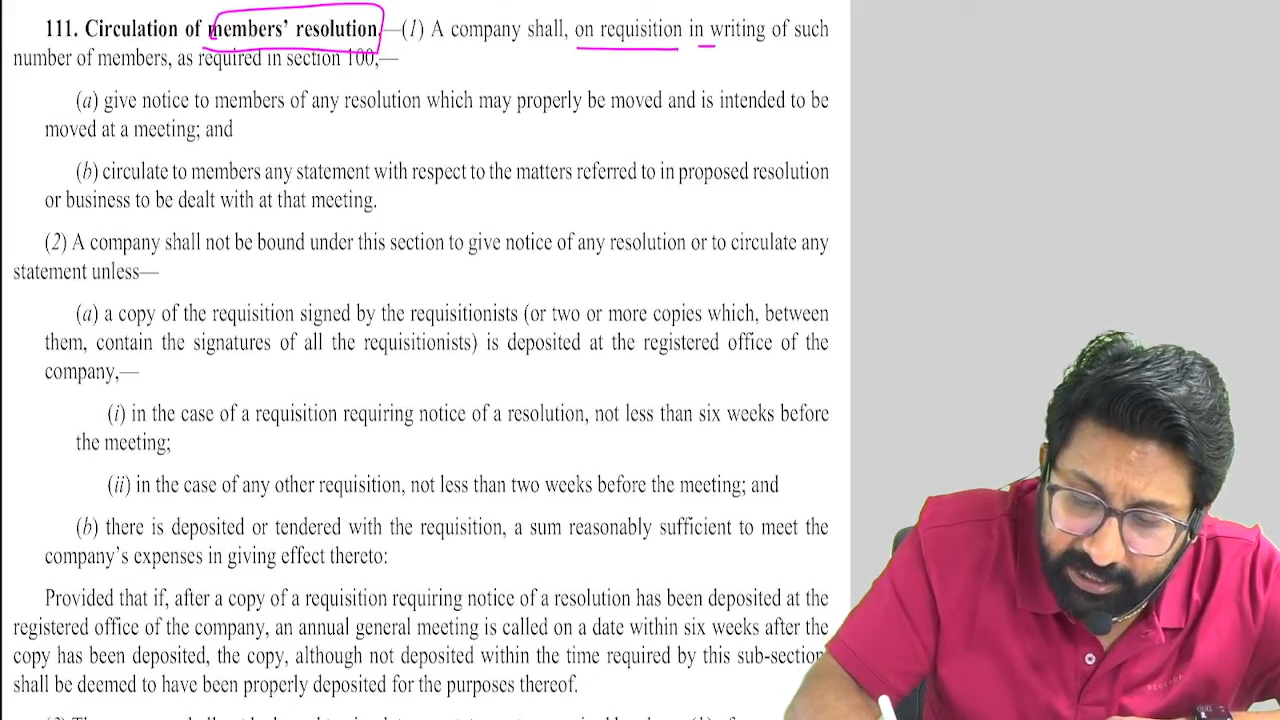 111. Circulation of members’ resolution.—(1) A company shall, on requisition in writing of such
number of members, as required in section 100,—
(a) give notice to members of any resolution which may properly be moved and is intended to be
moved at a meeting; and
(b) circulate to members any statement with respect to the matters referred to in proposed resolution
or business to be dealt with at that meeting.
(2) A company shall not be bound under this section to give notice of any resolution or to circulate any
statement unless—
(a) a copy of the requisition signed by the requisitionists (or two or more copies which, between
them, contain the signatures of all the requisitionists) is deposited at the registered office of the
company,—
(i) in the case of a requisition requiring notice of a resolution, not less than six weeks before
the meeting;
(ii) in the case of any other requisition, not less than two weeks before the meeting; and
(b) there is deposited or tendered with the requisition, a sum reasonably sufficient to meet the
company’s expenses in giving effect thereto:
Provided that if, after a copy of a requisition requiring notice of a resolution has been deposited at the
registered office of the company, an annual general meeting is called on a date within six weeks after the
copy has been deposited, the copy, although not deposited within the time required by this sub-section
shall be deemed to have been properly deposited for the purposes thereof.